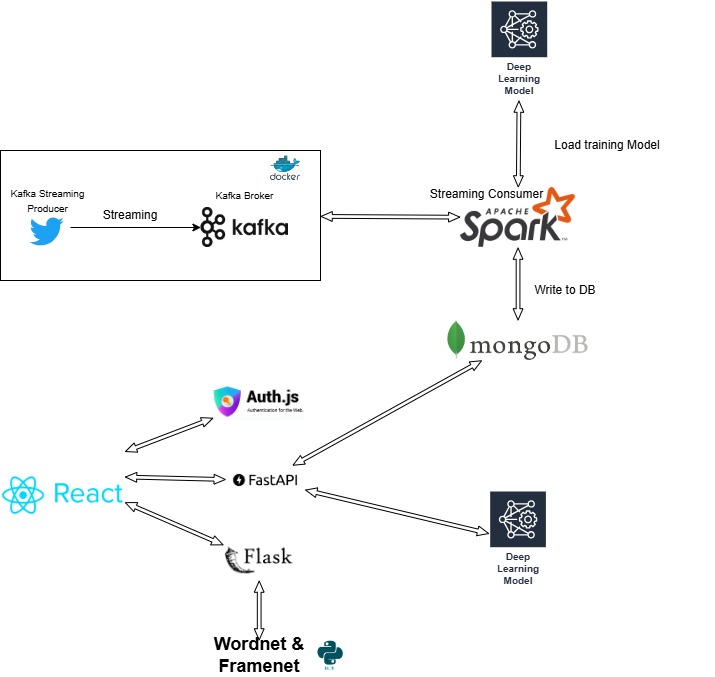 Deep
Learning
Model
Load training Model
docker
Kafka Streaming
Producer
Streaming
Kafka Broker
kafka
Streaming Consumer
APACHE
Spark
TM
Write to DB
mongoDB
Auth.js
Authentication for the Web.
React
FastAPI
Flask
Deep
Learning
Model
Wordnet &
Framenet